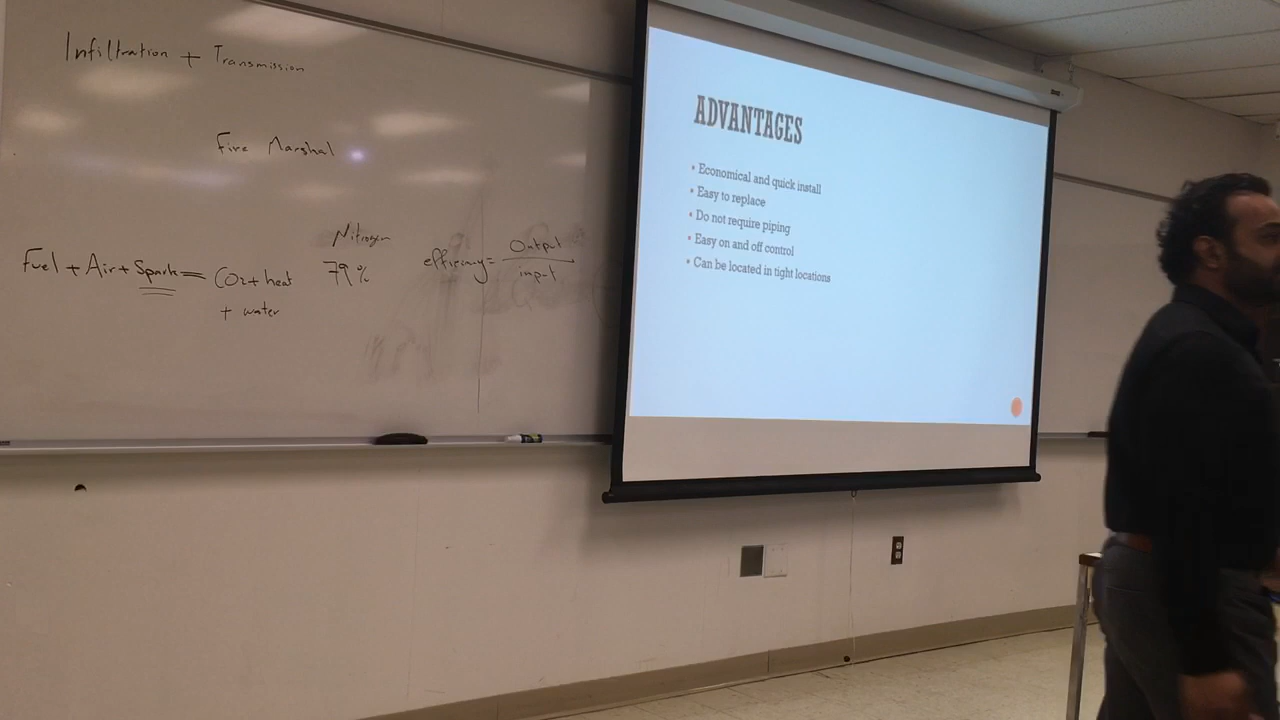 Infiltration + Transmission
Fire Marshal
Nitrogen
79%
Fuel + Air + Spark = CO2 + heat
+ water
efficiency = Output
input
ADVANTAGES
• Economical and quick install
• Easy to replace
• Do not require piping
• Easy on and off control
• Can be located in tight locations